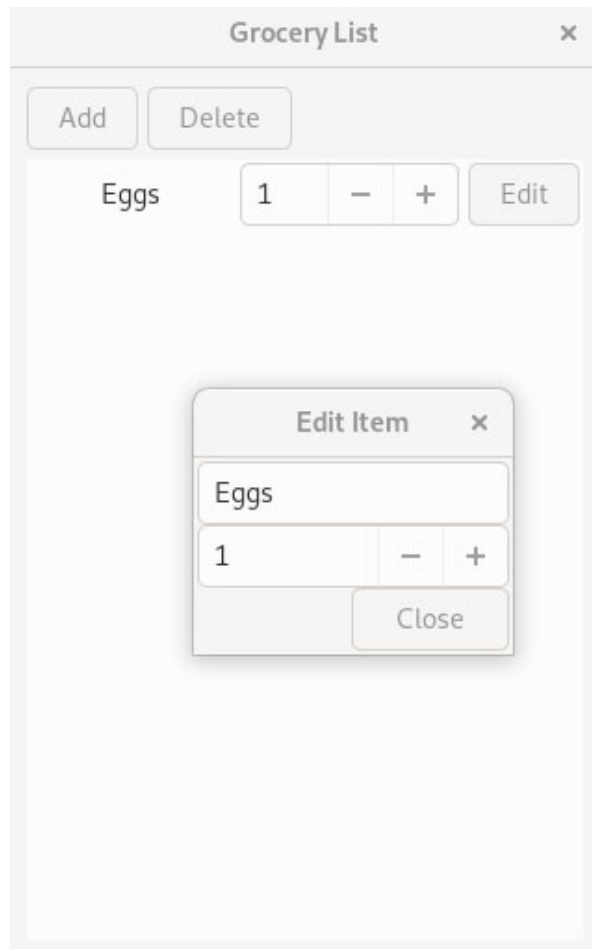 Grocery List ×
Add Delete
Eggs 1 − + Edit
Edit Item ×
Eggs
1 − +
Close